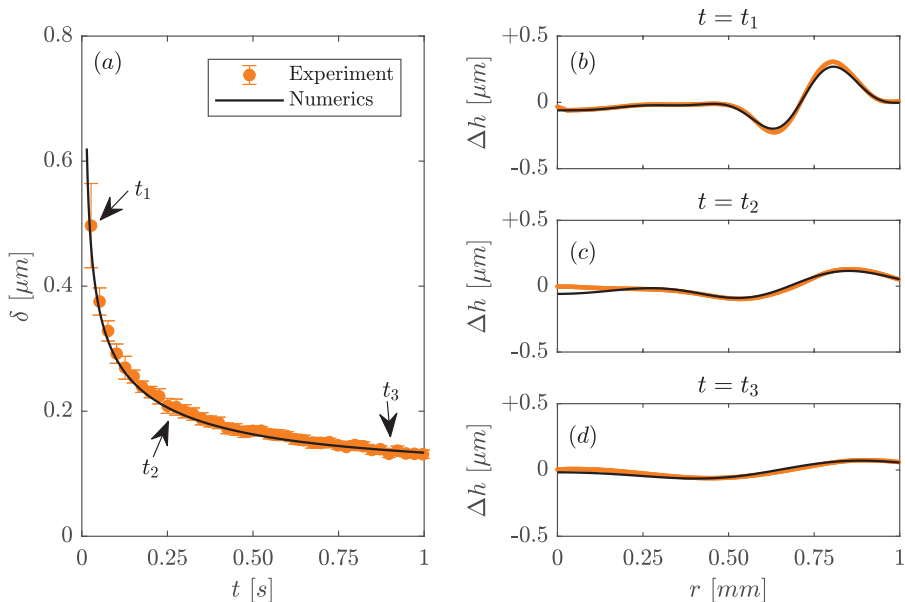 (a)
Experiment
Numerics
t₁
t₂
t₃
0.8
0.6
0.4
0.2
0
δ [μm]
0 0.25 0.50 0.75 1
t [s]
t = t₁
(b)
+0.5
0
-0.5
Δh [μm]
t = t₂
(c)
+0.5
0
-0.5
Δh [μm]
t = t₃
(d)
+0.5
0
-0.5
Δh [μm]
0 0.25 0.50 0.75 1
r [mm]